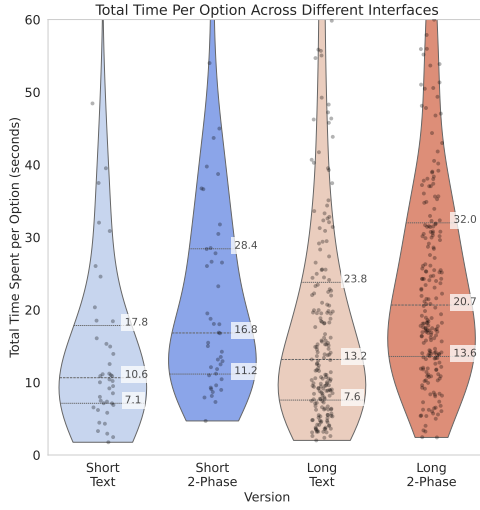 Total Time Per Option Across Different Interfaces
Total Time Spent per Option (seconds)
60
50
40
30
20
10
0
17.8
10.6
7.1
28.4
16.8
11.2
23.8
13.2
7.6
32.0
20.7
13.6
Short
Text
Short
2-Phase
Long
Text
Long
2-Phase
Version